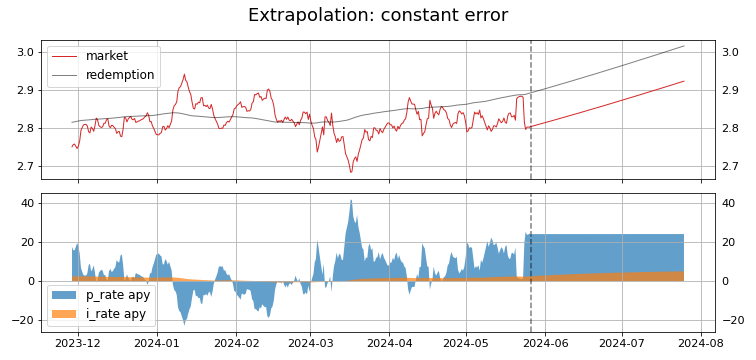 Extrapolation: constant error
market
redemption
3.0 3.0
2.9 2.9
2.8 2.8
2.7 2.7
40 40
20 20
0 0
p_rate apy
i_rate apy
−20 −20
2023-12 2024-01 2024-02 2024-03 2024-04 2024-05 2024-06 2024-07 2024-08